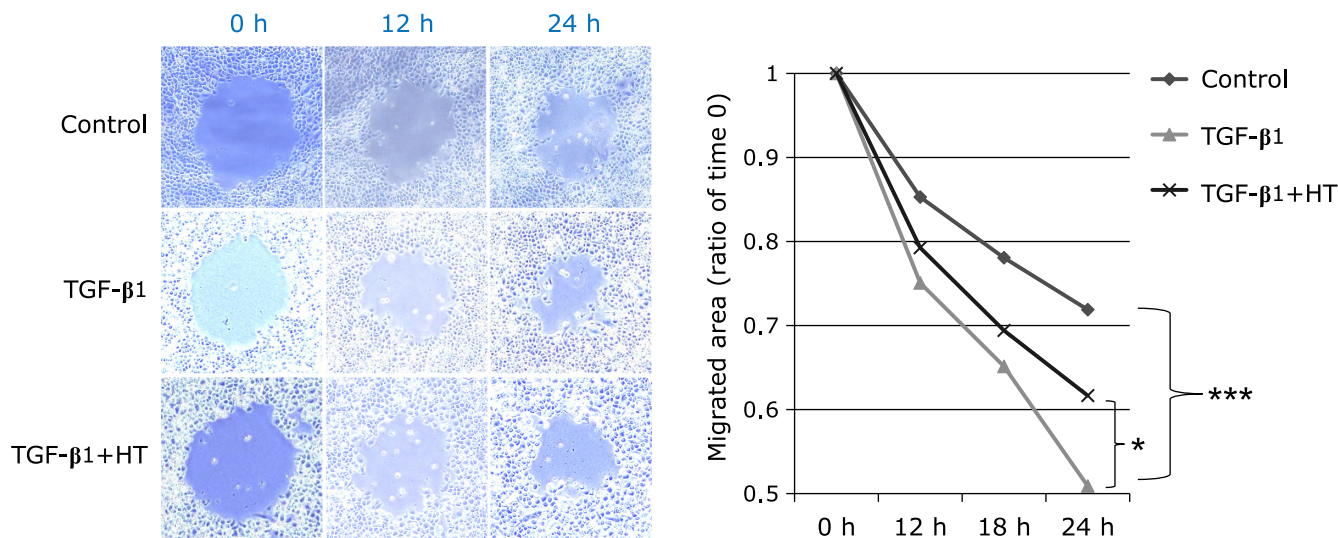 0 h 12 h 24 h
Control
TGF-β1
TGF-β1+HT
Migrated area (ratio of time 0)
1
0.9
0.8
0.7
0.6
0.5
0 h 12 h 18 h 24 h
Control
TGF-β1
TGF-β1+HT
***
*